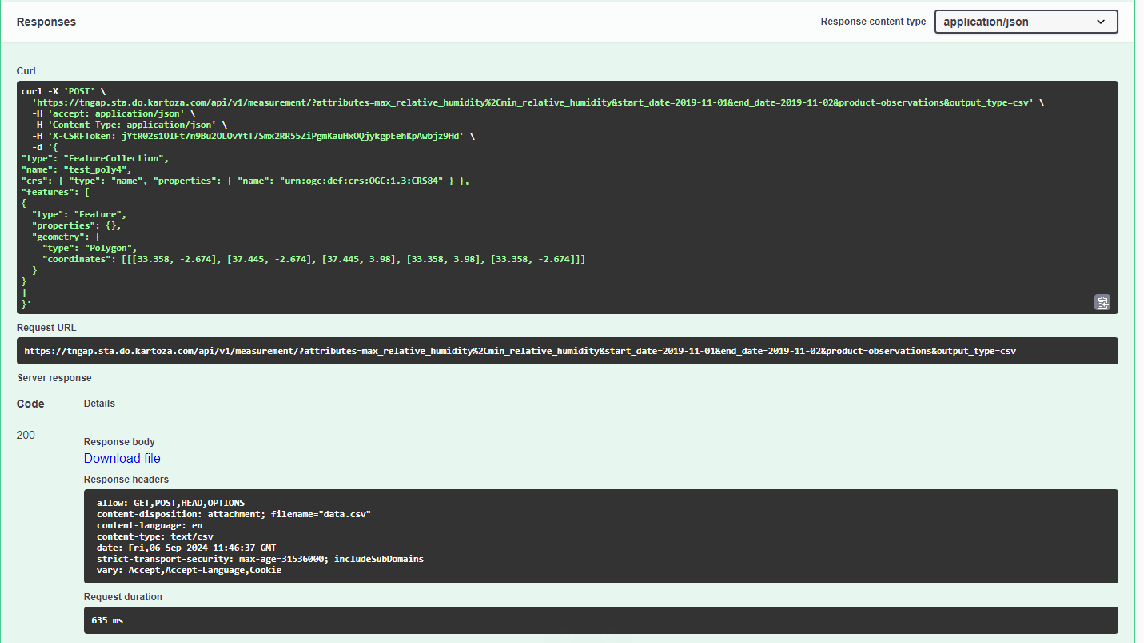 Responses
Response content type
application/json
Curl
curl -X 'POST' \
'https://tngap.sta.do.kartoza.com/api/v1/measurement/?attributes=max_relative_humidity%2Cmin_relative_humidity&start_date=2019-11-01&end_date=2019-11-02&product=observations&output_type=csv' \
-H 'accept: application/json' \
-H 'Content-Type: application/json' \
-H 'X-CSRFToken: \
-d '{
"type": "FeatureCollection",
"name": "test_poly4",
"crs": { "type": "name", "properties": { "name": "urn:ogc:def:crs:OGC:1.3:CRS84" } },
"features": [
{
"type": "Feature",
"properties": {},
"geometry": {
"type": "Polygon",
"coordinates": [[[33.358, -2.674], [37.445, -2.674], [37.445, 3.98], [33.358, 3.98], [33.358, -2.674]]]
}
}
]
}'
Request URL
https://tngap.sta.do.kartoza.com/api/v1/measurement/?attributes=max_relative_humidity%2Cmin_relative_humidity&start_date=2019-11-01&end_date=2019-11-02&product=observations&output_type=csv
Server response
Code
Details
200
Response body
Download file
Response headers
allow: GET,POST,HEAD,OPTIONS
content-disposition: attachment; filename="data.csv"
content-language: en
content-type: text/csv
date: Fri,06 Sep 2024 11:46:37 GMT
strict-transport-security: max-age=31536000; includeSubDomains
vary: Accept,Accept-Language,Cookie
Request duration
635 ms